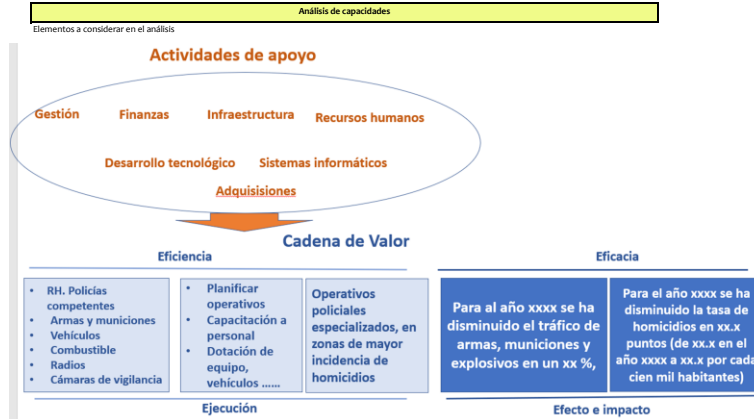 Análisis de capacidades
Elementos a considerar en el análisis
Actividades de apoyo
Gestión
Finanzas
Infraestructura
Recursos humanos
Desarrollo tecnológico
Sistemas informáticos
Adquisiones
Cadena de Valor
Eficiencia
Eficacia
• RH. Policías
competentes
• Armas y municiones
• Vehículos
• Combustible
• Radios
• Cámaras de vigilancia
• Planificar
operativos
• Capacitación a
personal
• Dotación de
equipo,
vehículos ......
Operativos
policiales
especializados, en
zonas de mayor
incidencia de
homicidios
Para al año xxxx se ha
disminuido el tráfico de
armas, municiones y
explosivos en un xx %,
Para el año xxxx se ha
disminuido la tasa de
homicidios en xx.x
puntos (de xx.x en el
año xxxx a xx.x por cada
cien mil habitantes)
Ejecución
Efecto e impacto